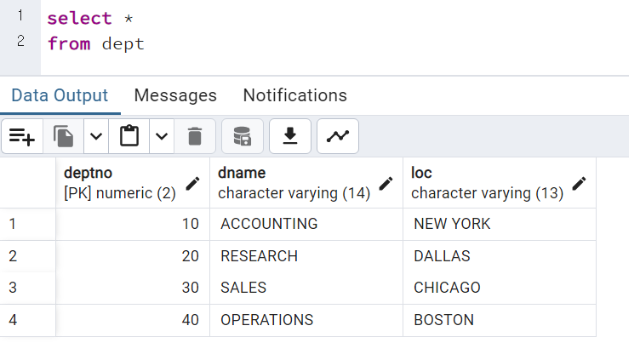 1 select *
2 from dept
Data Output Messages Notifications
deptno dname loc
[PK] numeric (2) character varying (14) character varying (13)
1 10 ACCOUNTING NEW YORK
2 20 RESEARCH DALLAS
3 30 SALES CHICAGO
4 40 OPERATIONS BOSTON